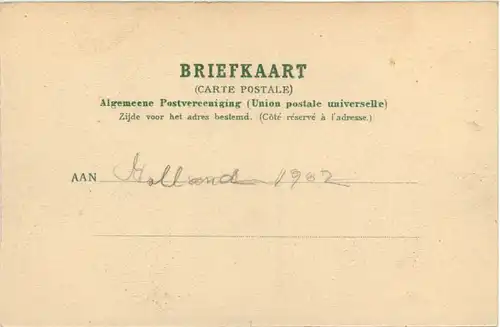 BRIEFKAART
(CARTE POSTALE)
Algemeene Postvereeniging (Union postale universelle)
Zijde voor het adres bestemd. (Côté réservé à l'adresse.)
AAN Holland 1902